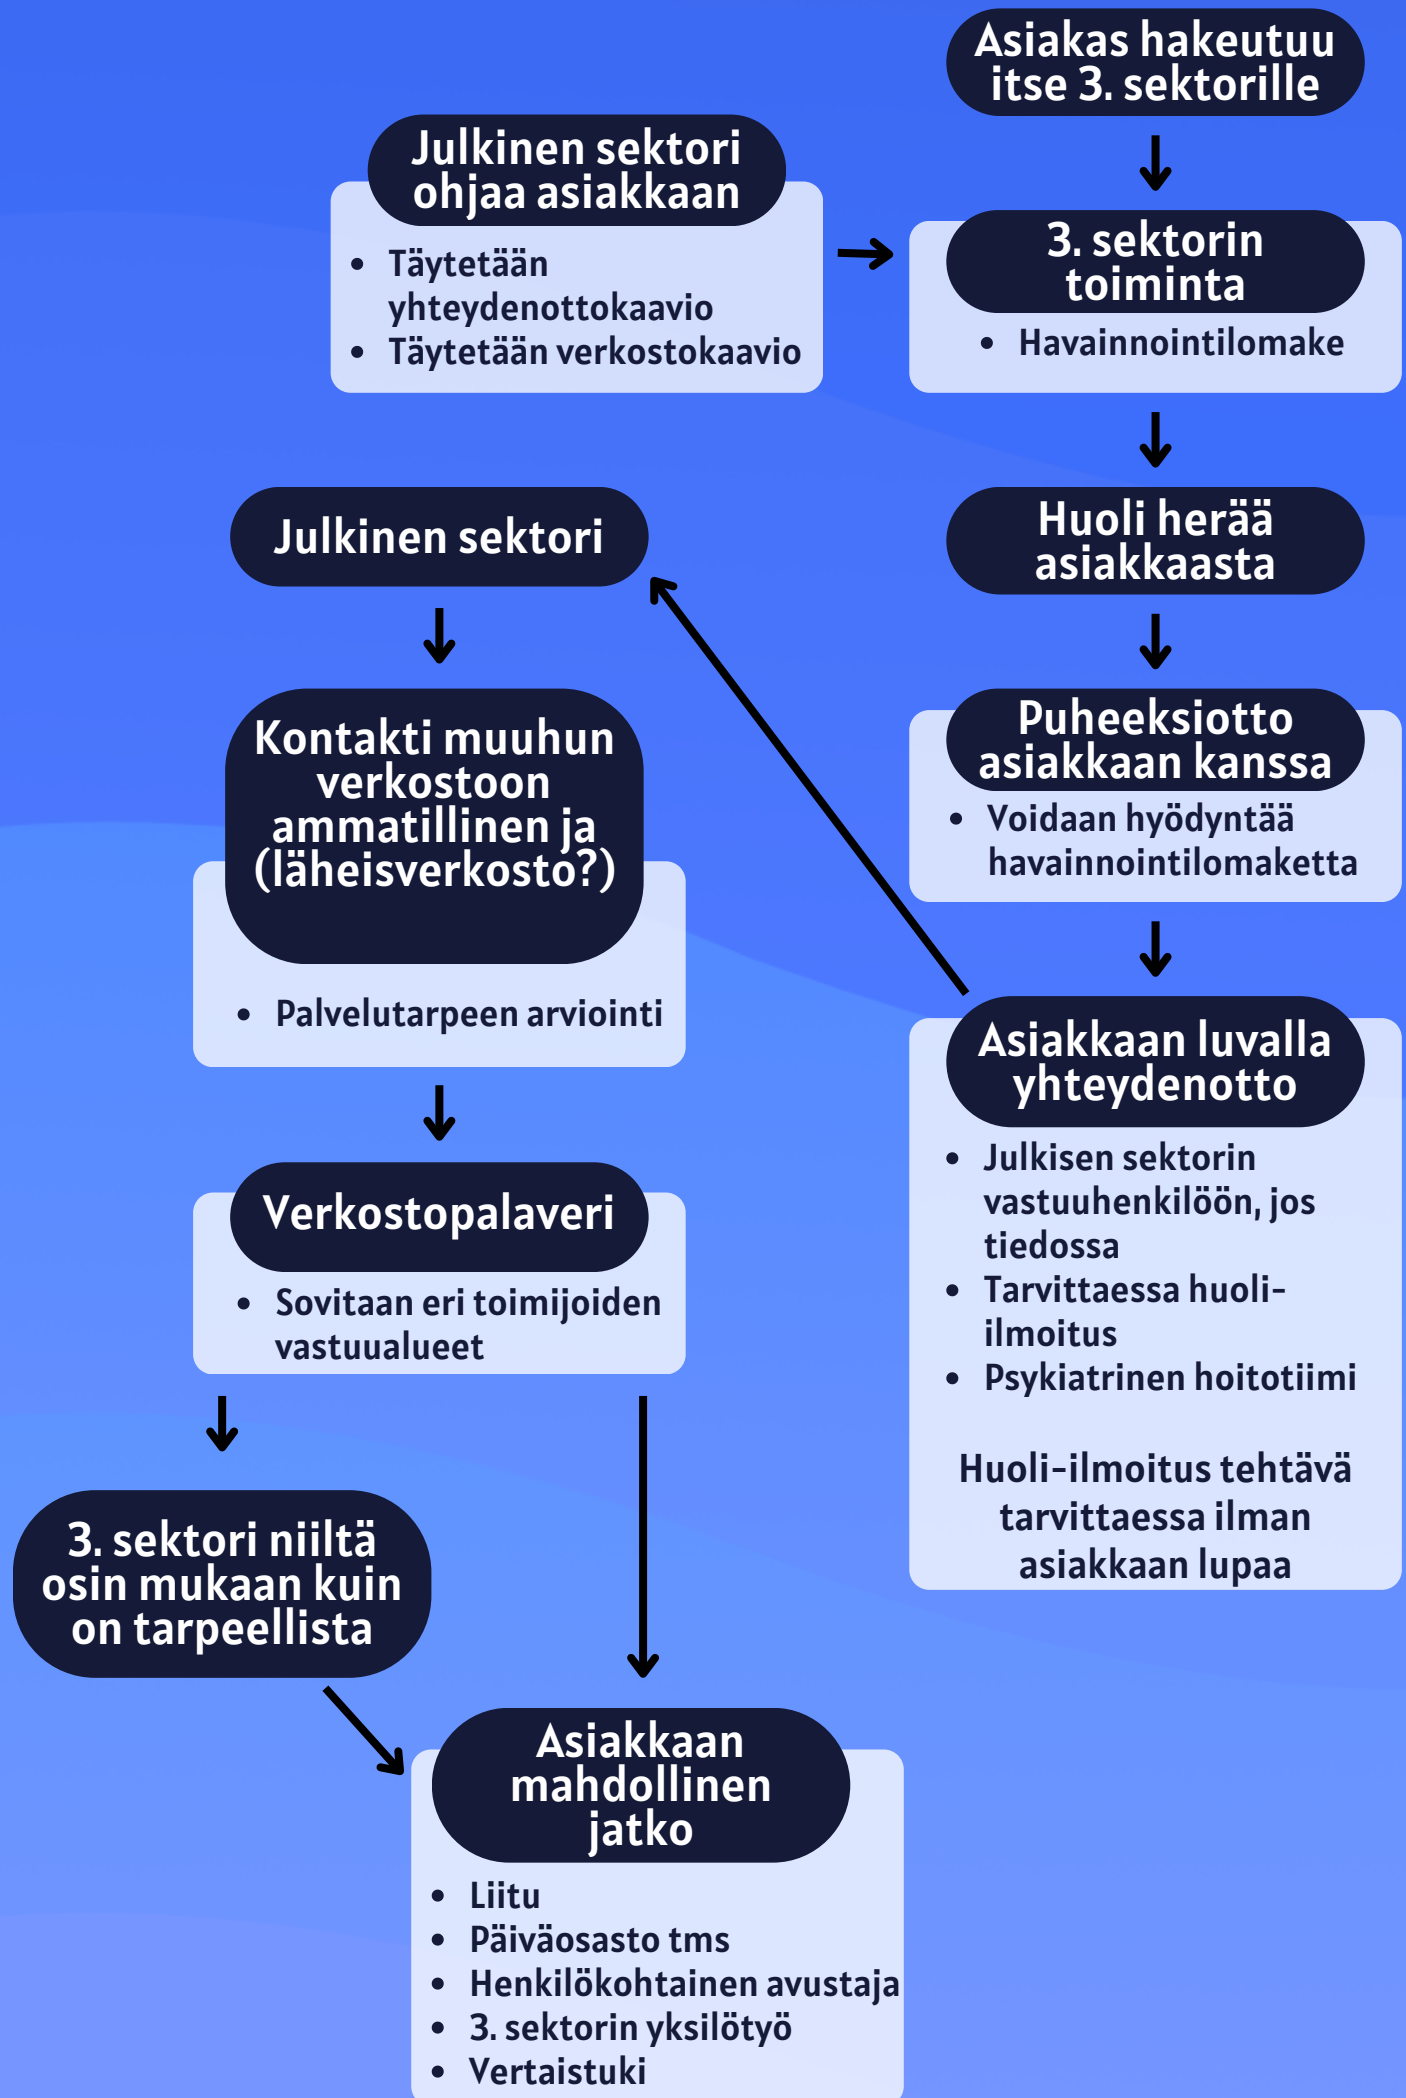 Asiakas hakeutuu
itse 3. sektorille
Julkinen sektori
ohjaa asiakkaan
• Täytetään
yhteydenottokaavio
• Täytetään verkostokaavio
3. sektorin
toiminta
• Havainnointilomake
Huoli herää
asiakkaasta
Puheeksiotto
asiakkaan kanssa
• Voidaan hyödyntää
havainnointilomaketta
Asiakkaan luvalla
yhteydenotto
• Julkisen sektorin
vastuuhenkilöön, jos
tiedossa
• Tarvittaessa huoli-
ilmoitus
• Psykiatrinen hoitotiimi
Huoli-ilmoitus tehtävä
tarvittaessa ilman
asiakkaan lupaa
Julkinen sektori
Kontakti muuhun
verkostoon
ammatillinen ja
(läheisverkosto?)
• Palvelutarpeen arviointi
Verkostopalaveri
• Sovitaan eri toimijoiden
vastuualueet
3. sektori niiltä
osin mukaan kuin
on tarpeellista
Asiakkaan
mahdollinen
jatko
• Liitu
• Päiväosasto tms
• Henkilökohtainen avustaja
• 3. sektorin yksilötyö
• Vertaistuki